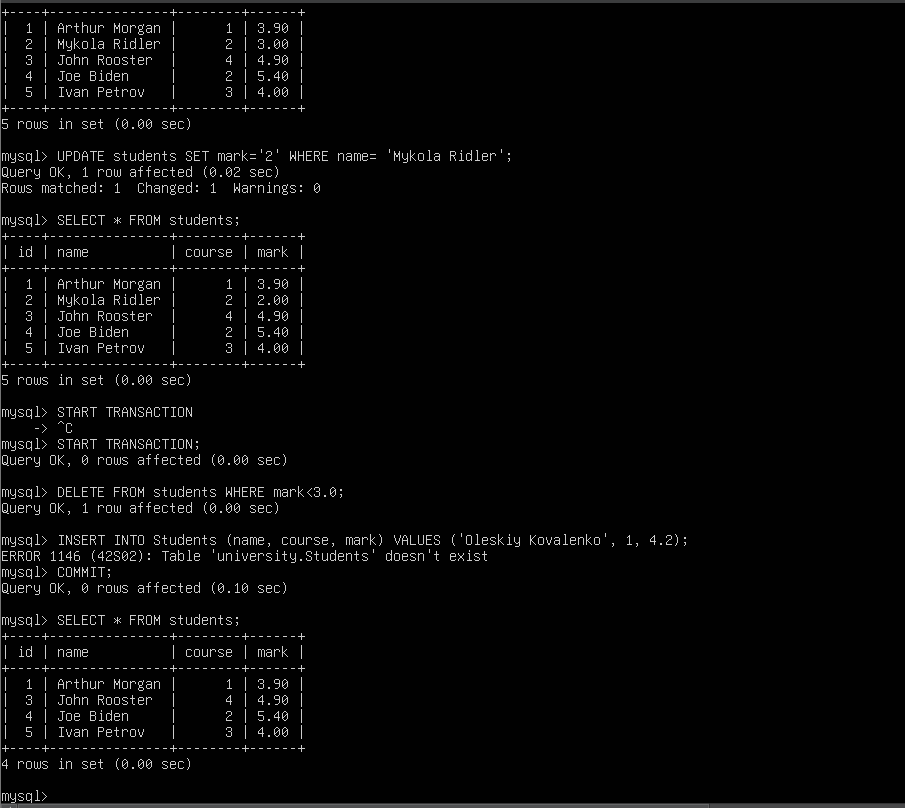 +----+---------------+--------+------+
|  1 | Arthur Morgan |      1 | 3.90 |
|  2 | Mykola Ridler |      2 | 3.00 |
|  3 | John Rooster  |      4 | 4.90 |
|  4 | Joe Biden     |      2 | 5.40 |
|  5 | Ivan Petrov   |      3 | 4.00 |
+----+---------------+--------+------+
5 rows in set (0.00 sec)

mysql> UPDATE students SET mark='2' WHERE name= 'Mykola Ridler';
Query OK, 1 row affected (0.02 sec)
Rows matched: 1  Changed: 1  Warnings: 0

mysql> SELECT * FROM students;
+----+---------------+--------+------+
| id | name          | course | mark |
+----+---------------+--------+------+
|  1 | Arthur Morgan |      1 | 3.90 |
|  2 | Mykola Ridler |      2 | 2.00 |
|  3 | John Rooster  |      4 | 4.90 |
|  4 | Joe Biden     |      2 | 5.40 |
|  5 | Ivan Petrov   |      3 | 4.00 |
+----+---------------+--------+------+
5 rows in set (0.00 sec)

mysql> START TRANSACTION
    -> ^C
mysql> START TRANSACTION;
Query OK, 0 rows affected (0.00 sec)

mysql> DELETE FROM students WHERE mark<3.0;
Query OK, 1 row affected (0.00 sec)

mysql> INSERT INTO Students (name, course, mark) VALUES ('Oleskiy Kovalenko', 1, 4.2);
ERROR 1146 (42S02): Table 'university.Students' doesn't exist
mysql> COMMIT;
Query OK, 0 rows affected (0.10 sec)

mysql> SELECT * FROM students;
+----+---------------+--------+------+
| id | name          | course | mark |
+----+---------------+--------+------+
|  1 | Arthur Morgan |      1 | 3.90 |
|  3 | John Rooster  |      4 | 4.90 |
|  4 | Joe Biden     |      2 | 5.40 |
|  5 | Ivan Petrov   |      3 | 4.00 |
+----+---------------+--------+------+
4 rows in set (0.00 sec)

mysql>